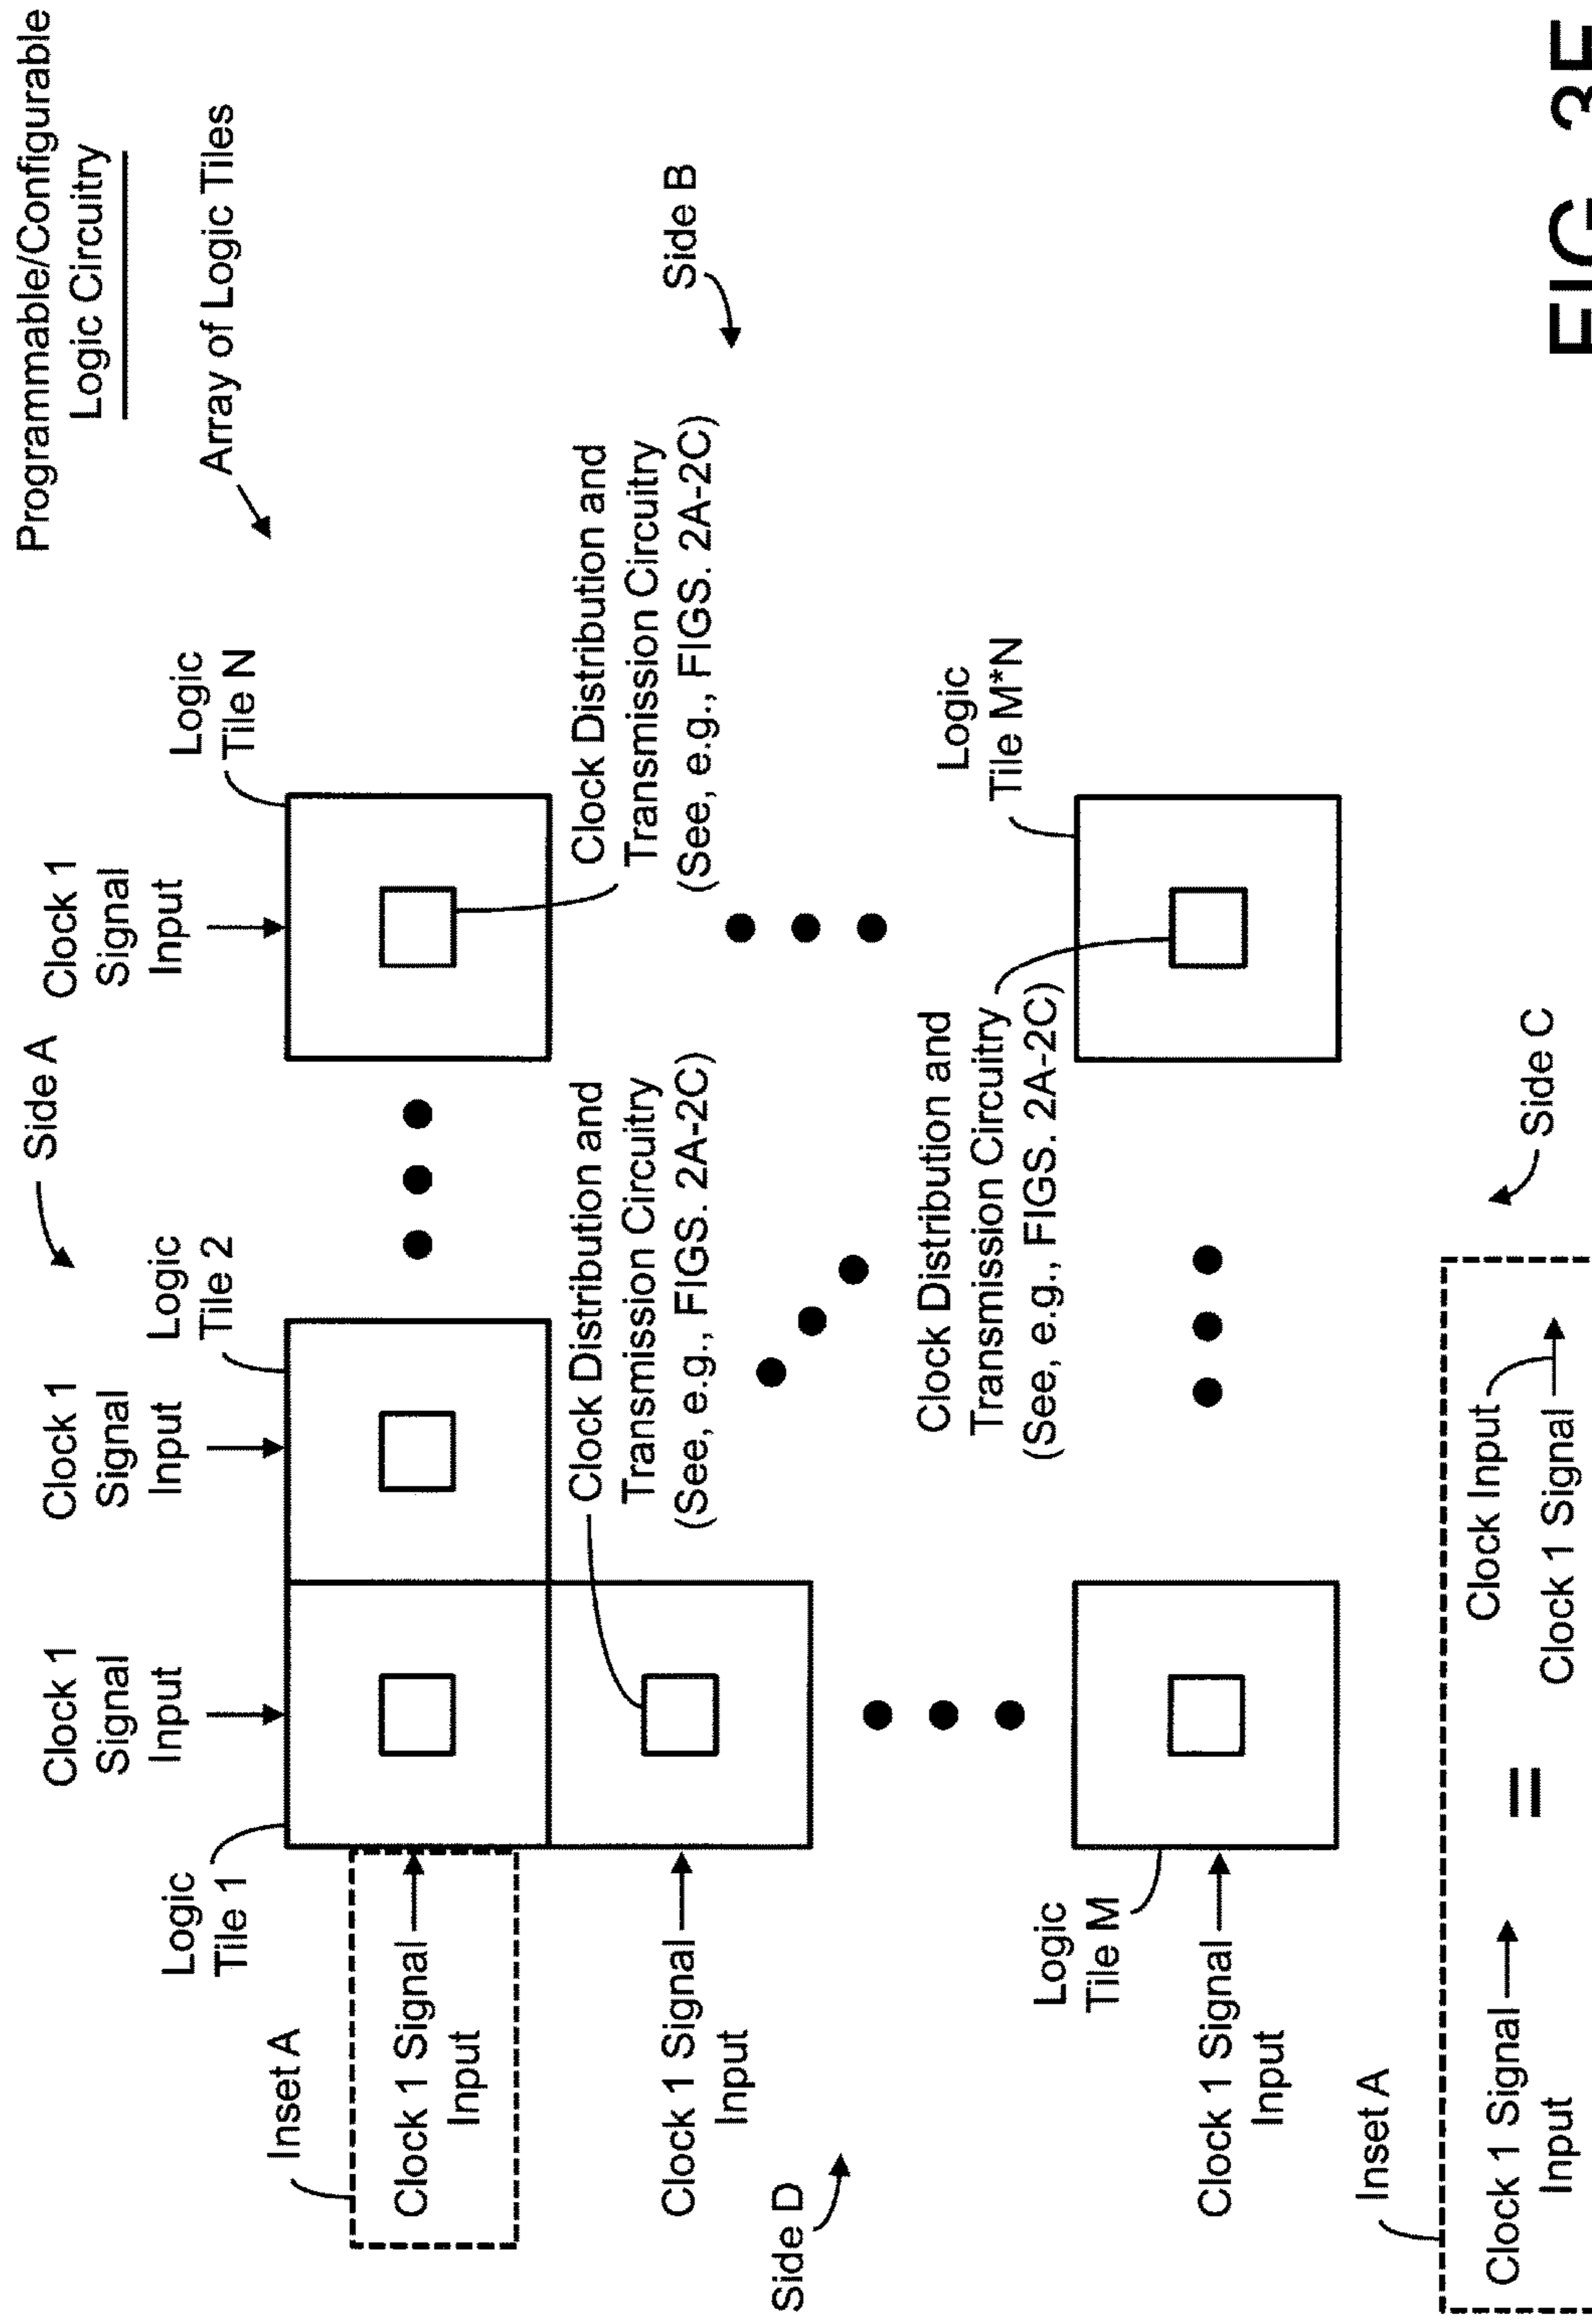 Programmable/Configurable
Logic Circuitry
Array of Logic Tiles
Side A
Clock 1
Signal
Input
Clock 1
Signal
Input
Clock 1
Signal
Input
Logic
Tile 1
Logic
Tile 2
Logic
Tile N
Inset A
Clock 1 Signal
Input
Clock Distribution and
Transmission Circuitry
(See, e.g., FIGS. 2A-2C)
Clock Distribution and
Transmission Circuitry
(See, e.g., FIGS. 2A-2C)
Clock 1 Signal
Input
Side B
Side D
Clock Distribution and
Transmission Circuitry
(See, e.g., FIGS. 2A-2C)
Logic
Tile M*N
Logic
Tile M
Clock 1 Signal
Input
Inset A
Side C
Clock 1 Signal
Input
=
Clock Input
Clock 1 Signal
FIG.